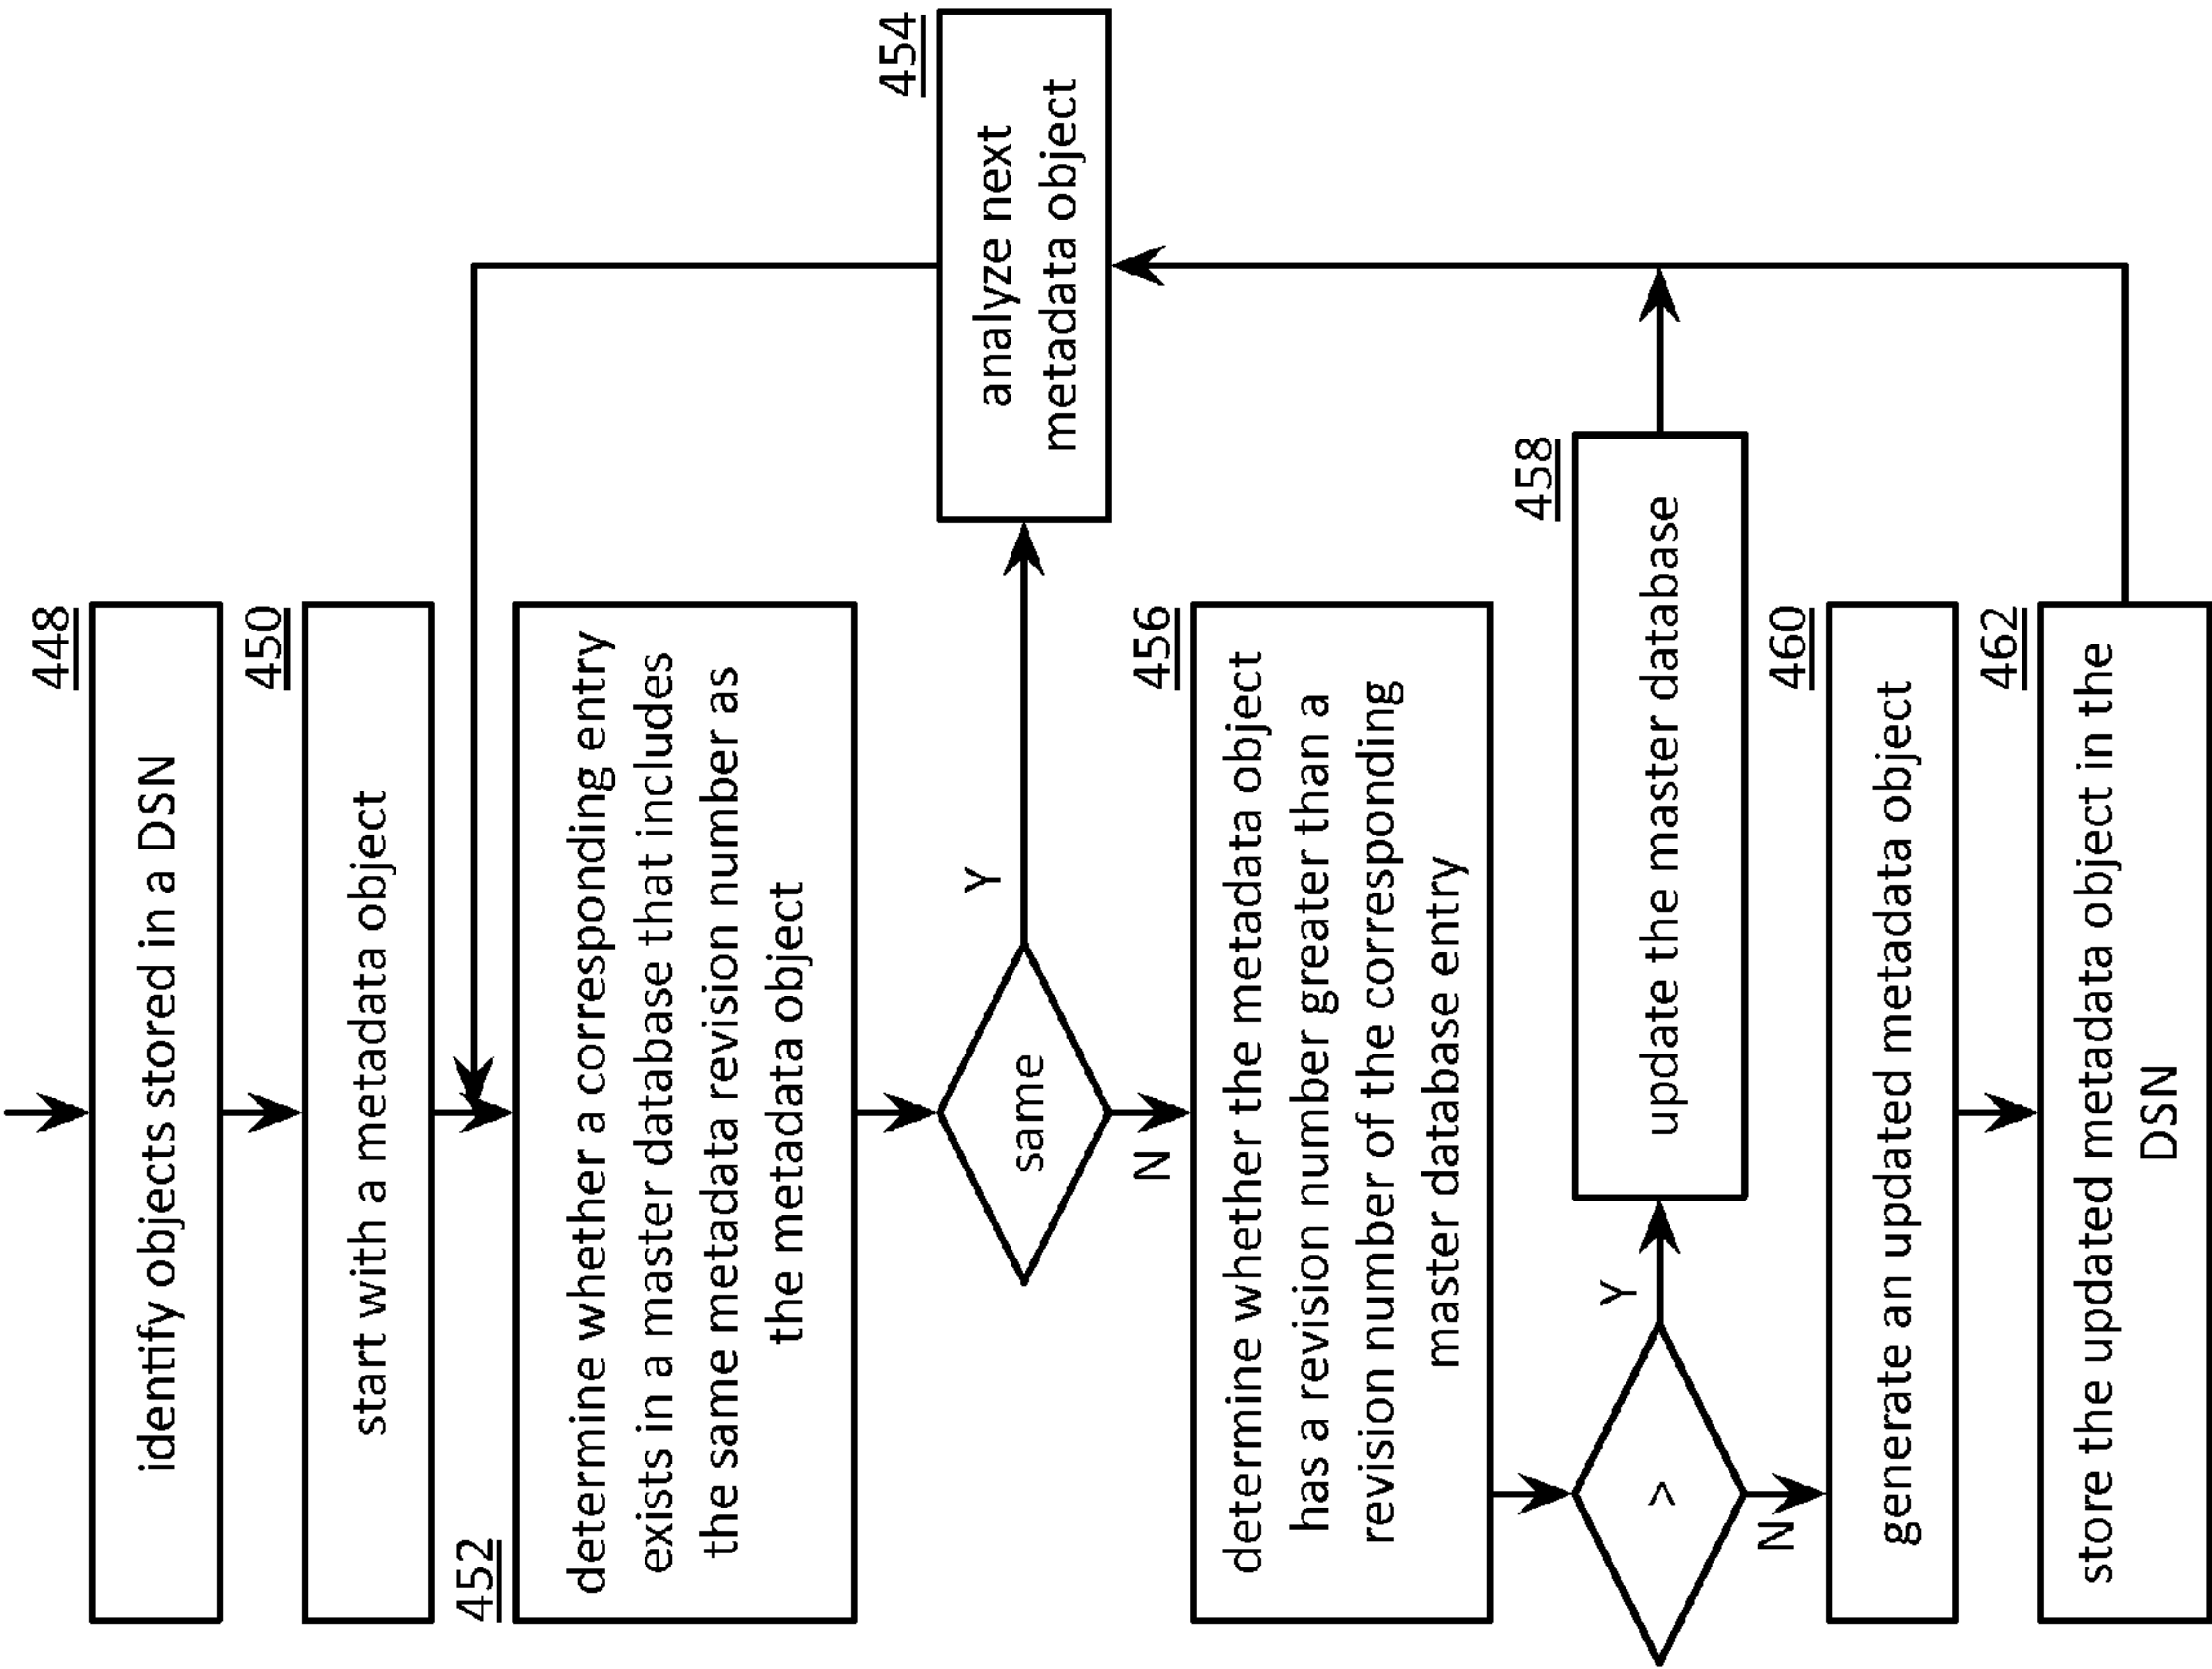 448
identify objects stored in a DSN
450
start with a metadata object
452
determine whether a corresponding entry
exists in a master database that includes
the same metadata revision number as
the metadata object
same
Y
N
454
analyze next
metadata object
456
determine whether the metadata object
has a revision number greater than a
revision number of the corresponding
master database entry
>
Y
N
458
update the master database
460
generate an updated metadata object
462
store the updated metadata object in the
DSN